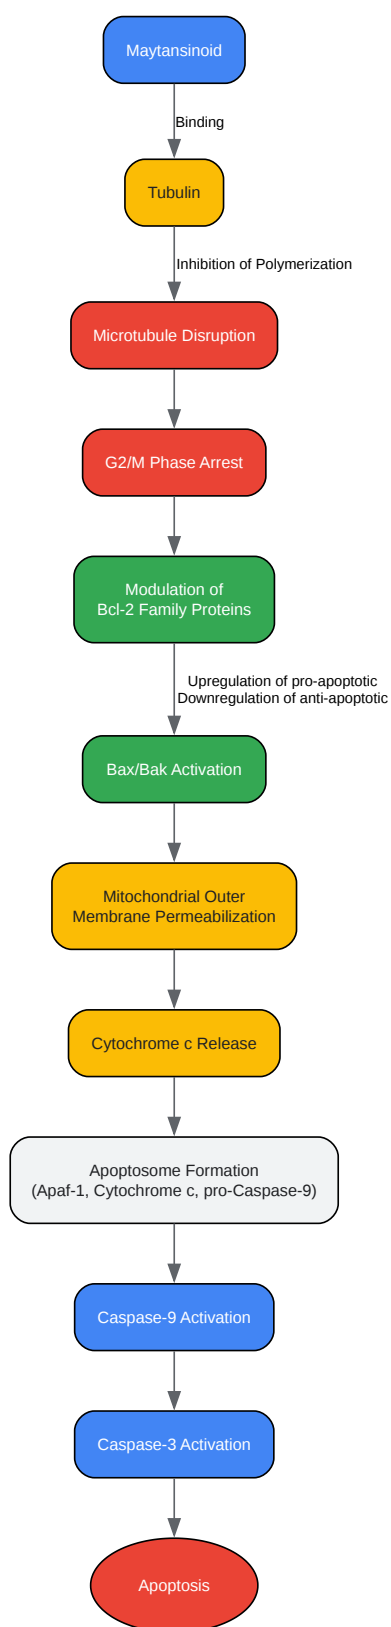 Maytansinoid
Binding
Tubulin
Inhibition of Polymerization
Microtubule Disruption
G2/M Phase Arrest
Modulation of
Bcl-2 Family Proteins
Upregulation of pro-apoptotic
Downregulation of anti-apoptotic
Bax/Bak Activation
Mitochondrial Outer
Membrane Permeabilization
Cytochrome c Release
Apoptosome Formation
(Apaf-1, Cytochrome c, pro-Caspase-9)
Caspase-9 Activation
Caspase-3 Activation
Apoptosis